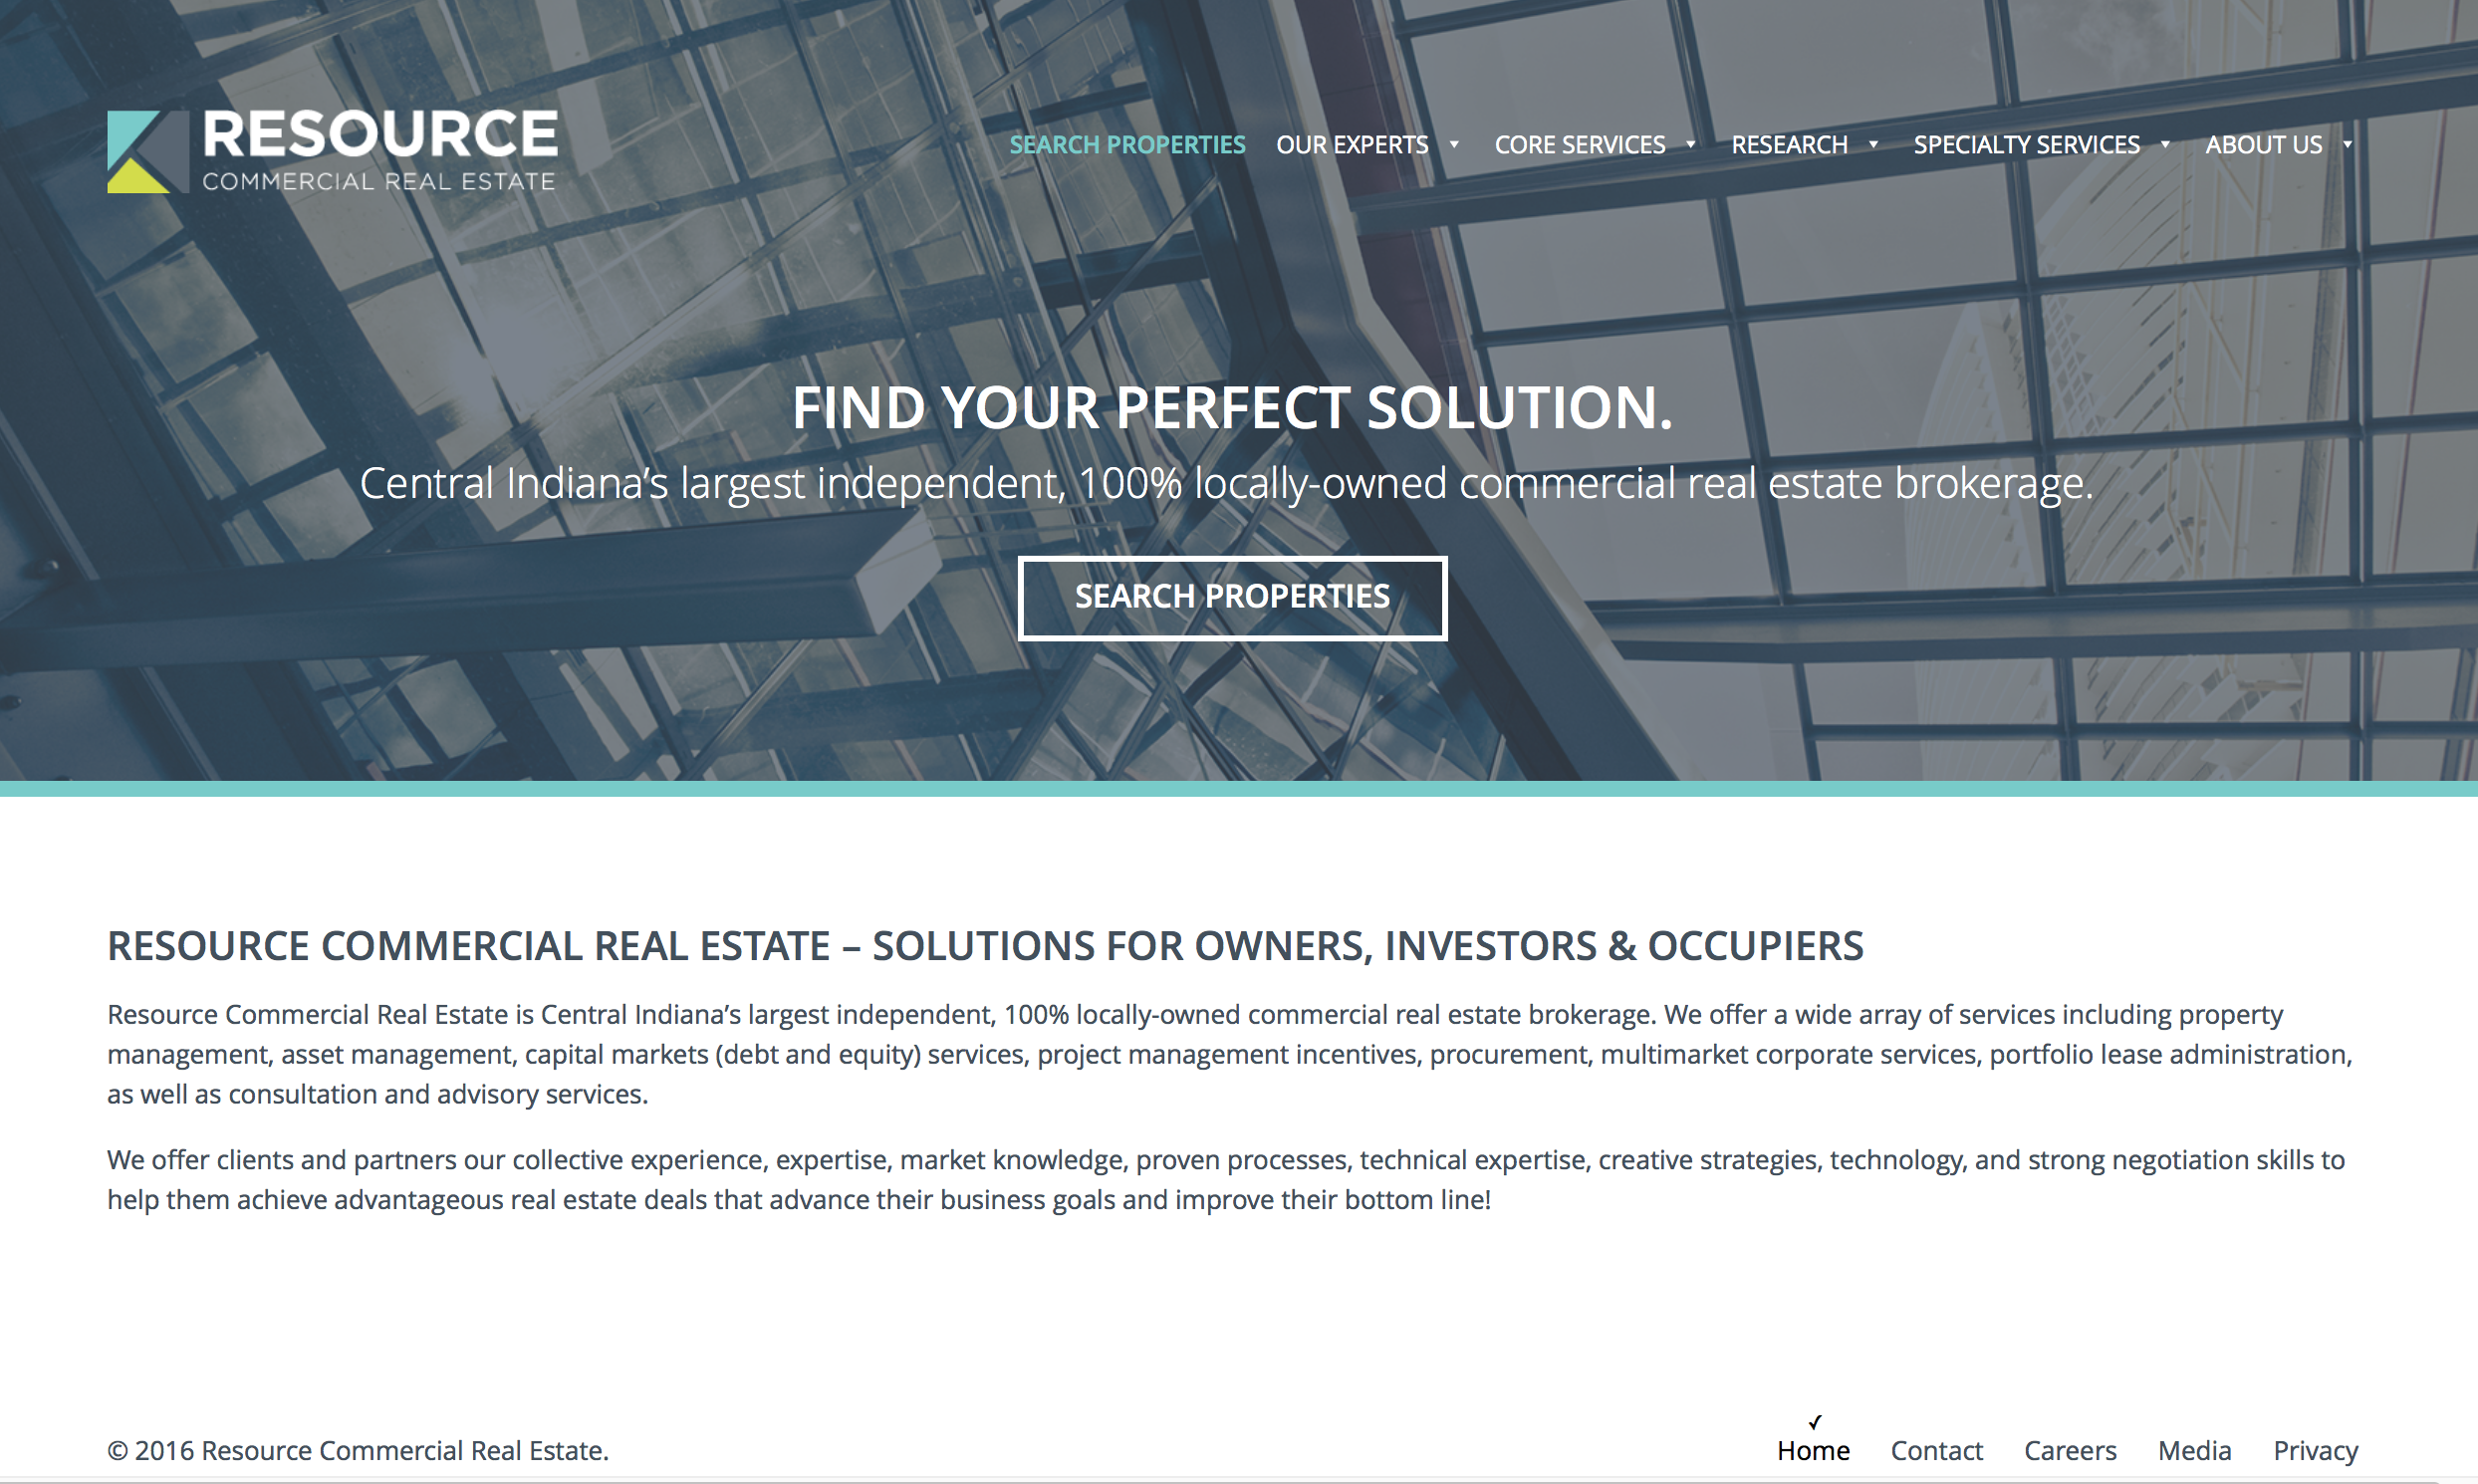 RESOURCE
COMMERCIAL REAL ESTATE
SEARCH PROPERTIES OUR EXPERTS CORE SERVICES RESEARCH SPECIALTY SERVICES ABOUT US
FIND YOUR PERFECT SOLUTION.
Central Indiana’s largest independent, 100% locally-owned commercial real estate brokerage.
SEARCH PROPERTIES
RESOURCE COMMERCIAL REAL ESTATE – SOLUTIONS FOR OWNERS, INVESTORS & OCCUPIERS
Resource Commercial Real Estate is Central Indiana’s largest independent, 100% locally-owned commercial real estate brokerage. We offer a wide array of services including property
management, asset management, capital markets (debt and equity) services, project management incentives, procurement, multimarket corporate services, portfolio lease administration,
as well as consultation and advisory services.
We offer clients and partners our collective experience, expertise, market knowledge, proven processes, technical expertise, creative strategies, technology, and strong negotiation skills to
help them achieve advantageous real estate deals that advance their business goals and improve their bottom line!
© 2016 Resource Commercial Real Estate. Home Contact Careers Media Privacy